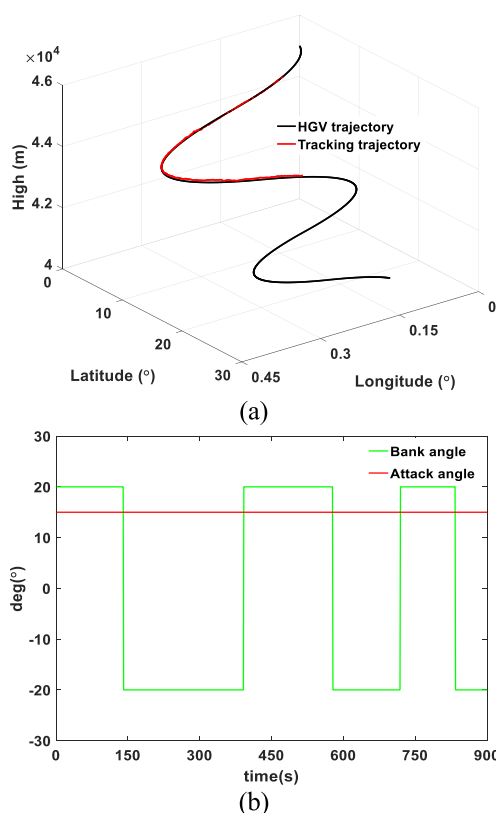 ×10⁴
4.6
4.4
4.2
4
High (m)
HGV trajectory
Tracking trajectory
0
10
20
30
Latitude (°)
0.45
0.3
0.15
0
Longitude (°)
(a)
30
20
10
0
-10
-20
-30
deg(°)
Bank angle
Attack angle
0
150
300
450
600
750
900
time(s)
(b)